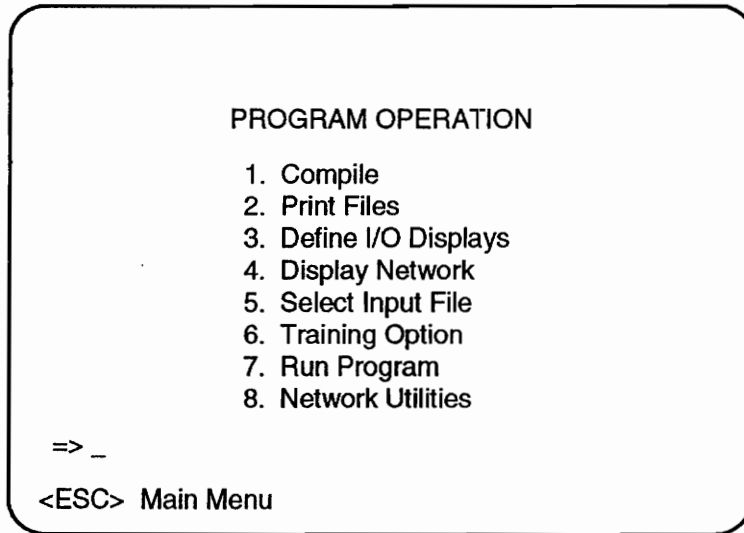 PROGRAM OPERATION
1. Compile
2. Print Files
3. Define I/O Displays
4. Display Network
5. Select Input File
6. Training Option
7. Run Program
8. Network Utilities
=> _
<ESC> Main Menu